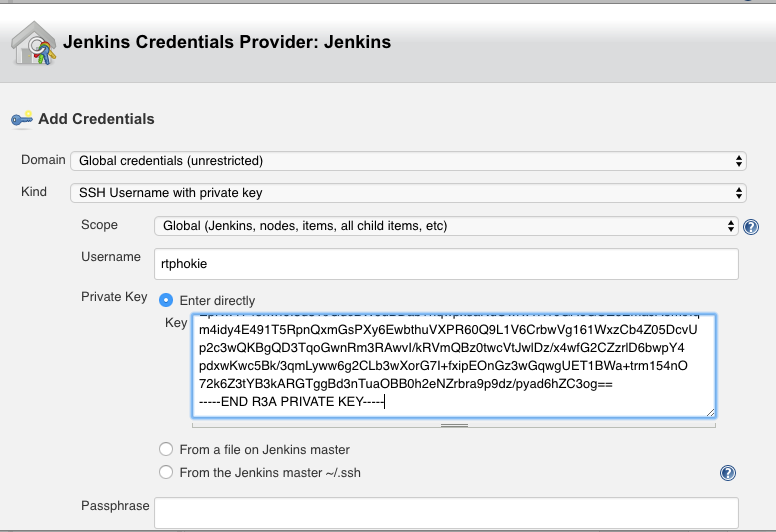 Jenkins Credentials Provider: Jenkins
Add Credentials
Domain Global credentials (unrestricted)
Kind SSH Username with private key
Scope Global (Jenkins, nodes, items, all child items, etc)
Username rtphokie
Private Key Enter directly
Key
m4idy4E491T5RpnQxmGsPXy6EwbthuVXPR60Q9L1V6CrbwVg161WxzCb4Z05DcvU
p2c3wQKBgQD3TqoGwnRm3RAwvI/kRVmQBz0twcVtJwlDz/x4wfG2CZzrlD6bwpY4
pdxwKwc5Bk/3qmLyww6g2CLb3wXorG7I+fxipEOnGz3wGqwgUET1BWa+trm154nO
72k6Z3tYB3kARGTggBd3nTuaOBB0h2eNZrbra9p9dz/pyad6hZC3og==
-----END R3A PRIVATE KEY-----
From a file on Jenkins master
From the Jenkins master ~/.ssh
Passphrase